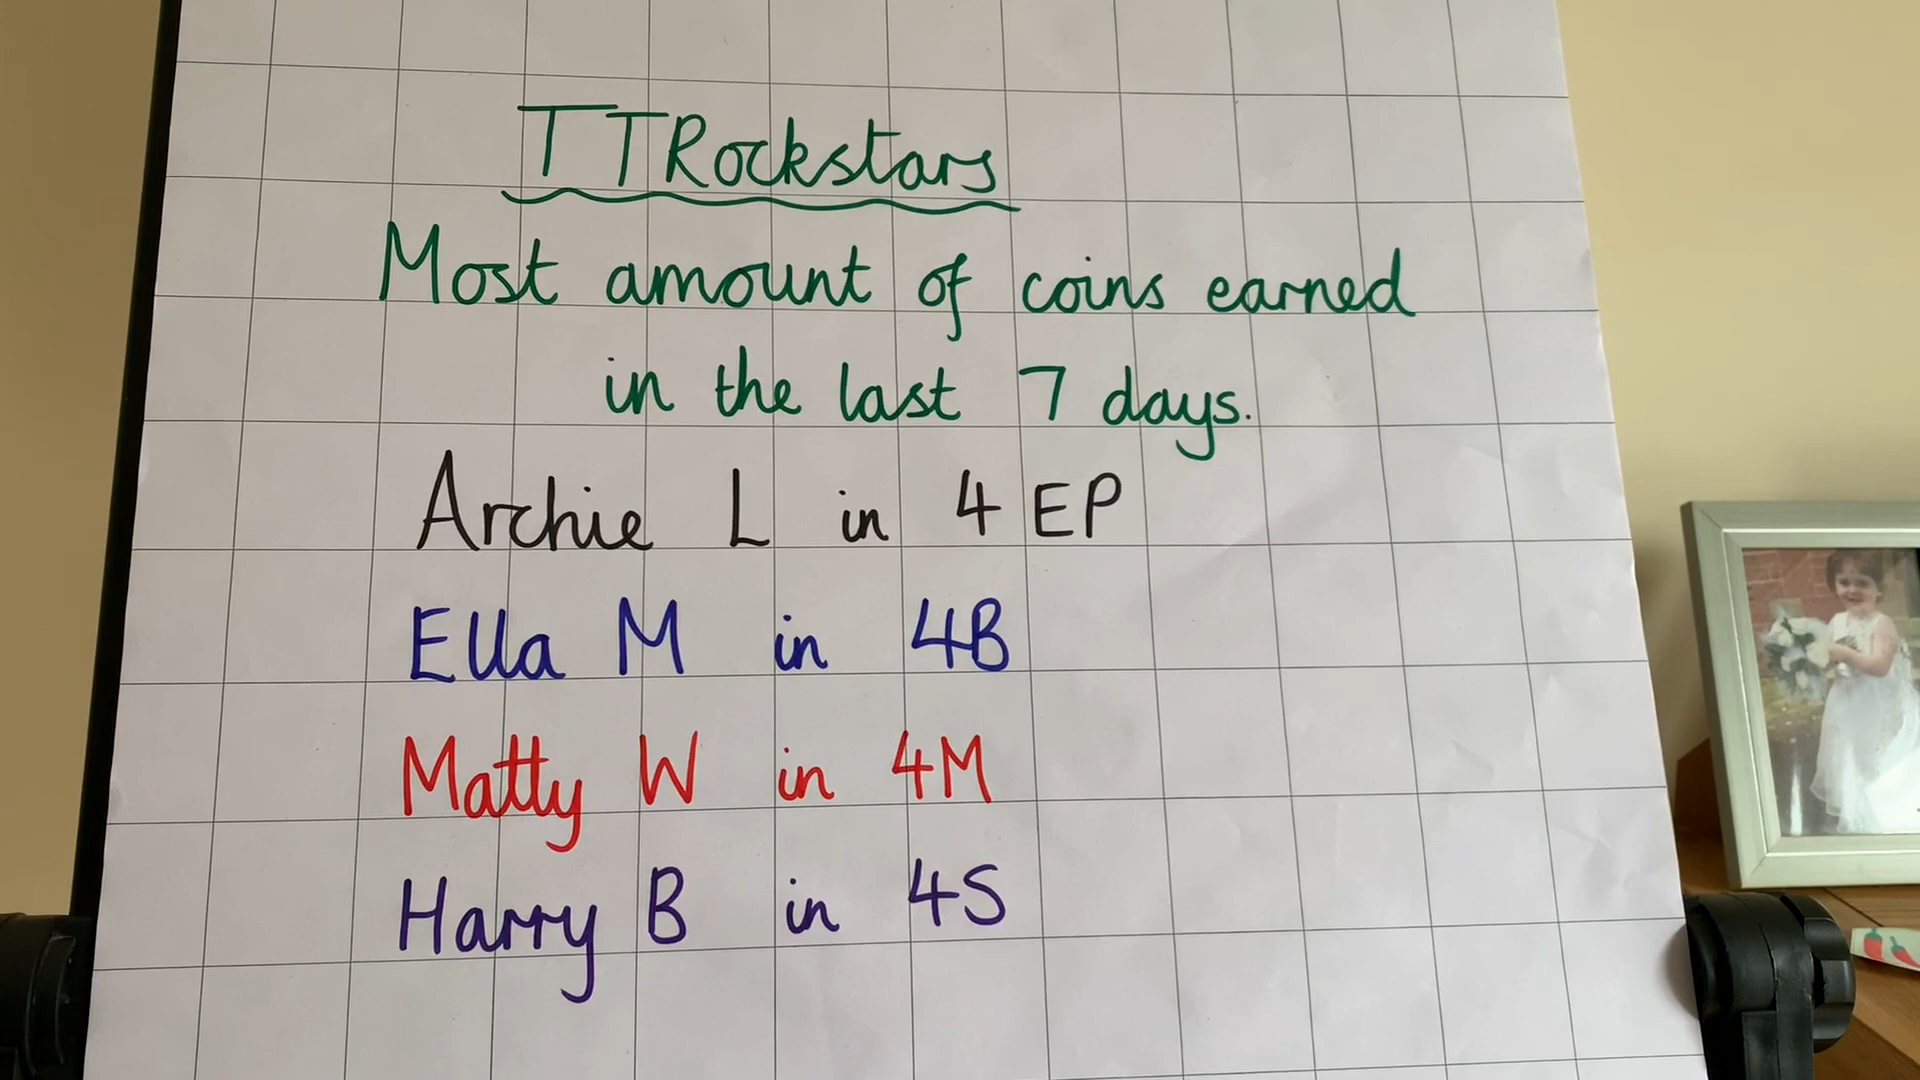 TTRockstars
Most amount of coins earned
in the last 7 days.
Archie L in 4EP
Ella M in 4B
Matty W in 4M
Harry B in 4S